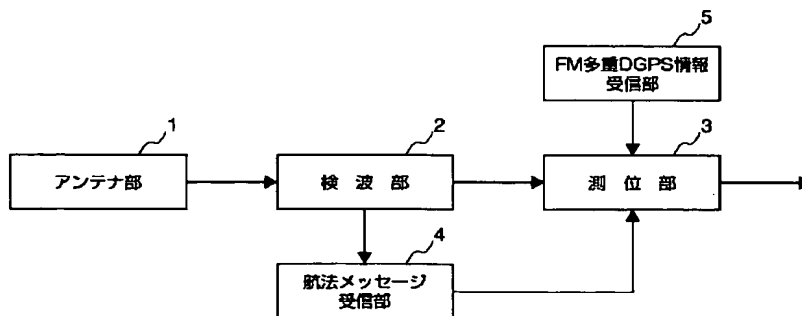 5
FM多重DGPS情報
受信部
1
2
3
アンテナ部
検 波 部
測 位 部
4
航法メッセージ
受信部